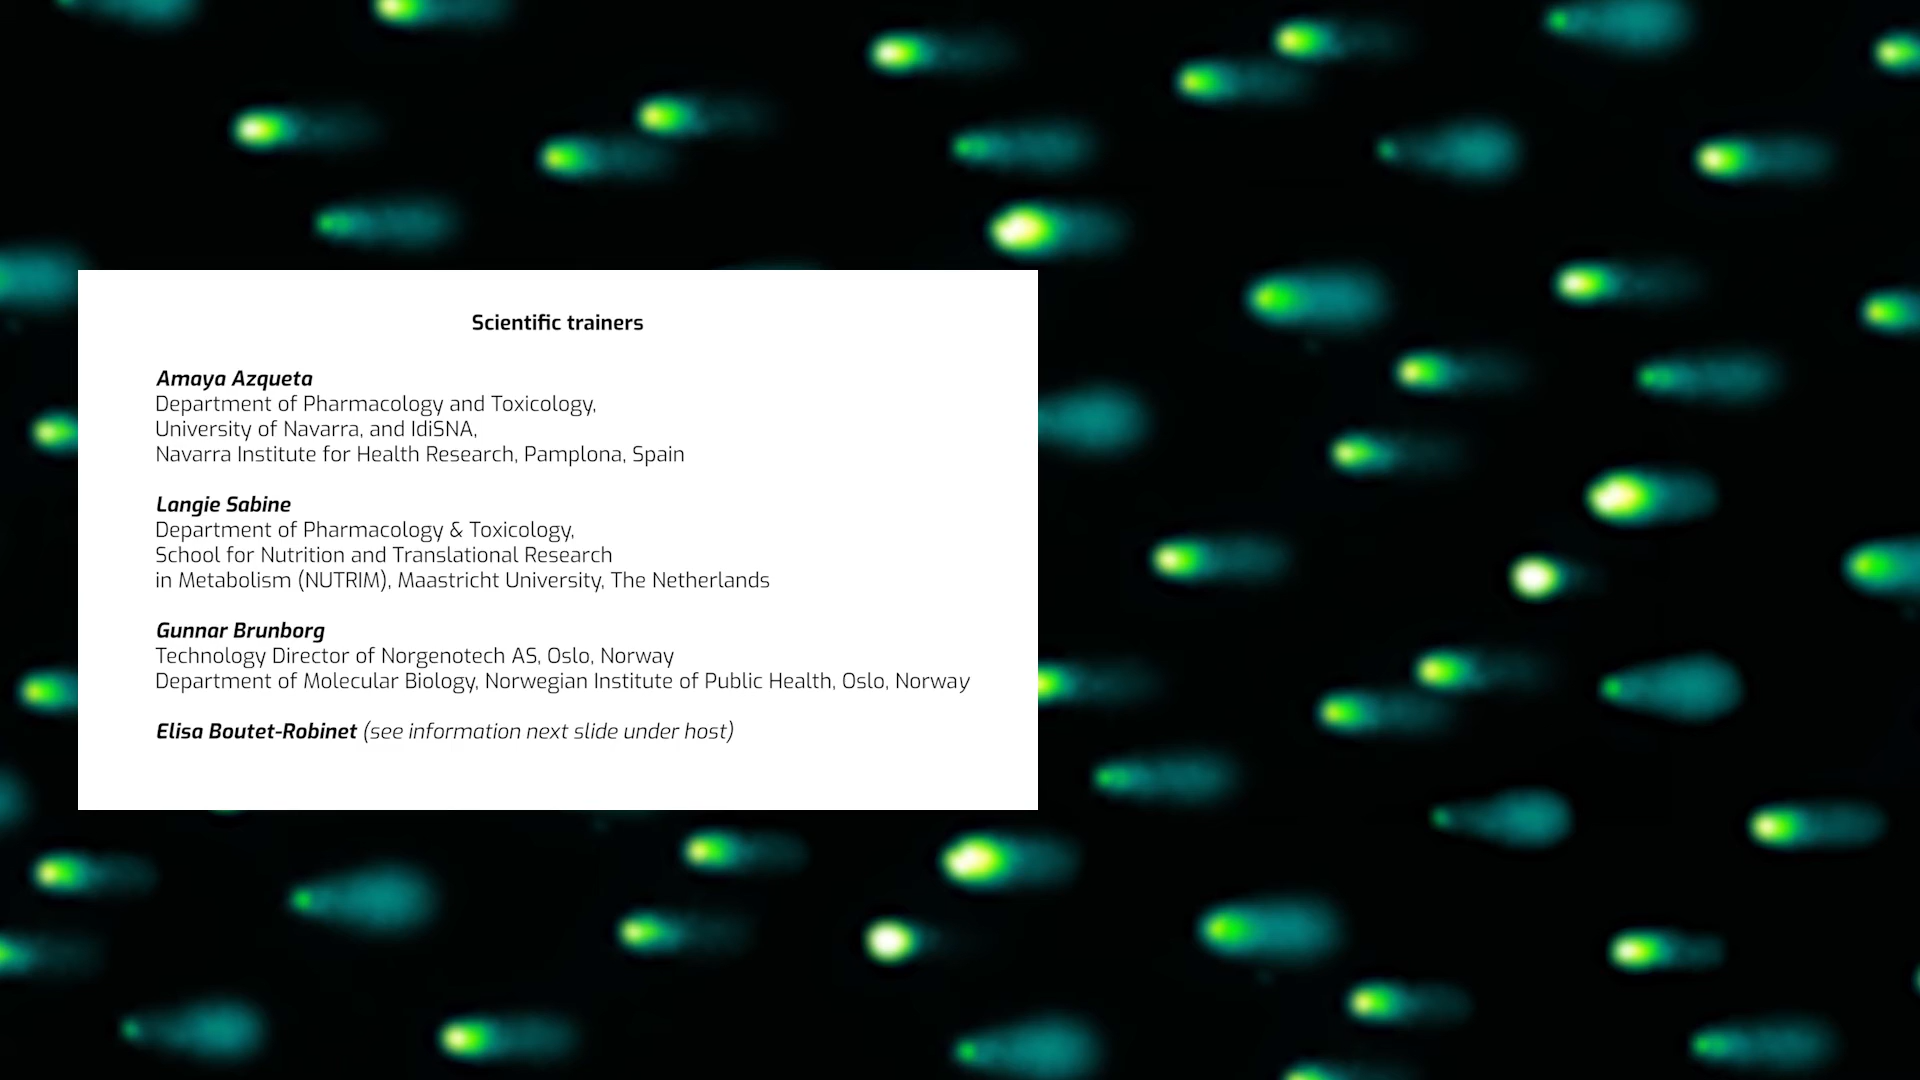 Scientific trainers
Amaya Azqueta
Department of Pharmacology and Toxicology,
University of Navarra, and IdiSNA,
Navarra Institute for Health Research, Pamplona, Spain
Langie Sabine
Department of Pharmacology & Toxicology,
School for Nutrition and Translational Research
in Metabolism (NUTRIM), Maastricht University, The Netherlands
Gunnar Brunborg
Technology Director of Norgenotech AS, Oslo, Norway
Department of Molecular Biology, Norwegian Institute of Public Health, Oslo, Norway
Elisa Boutet-Robinet (see information next slide under host)